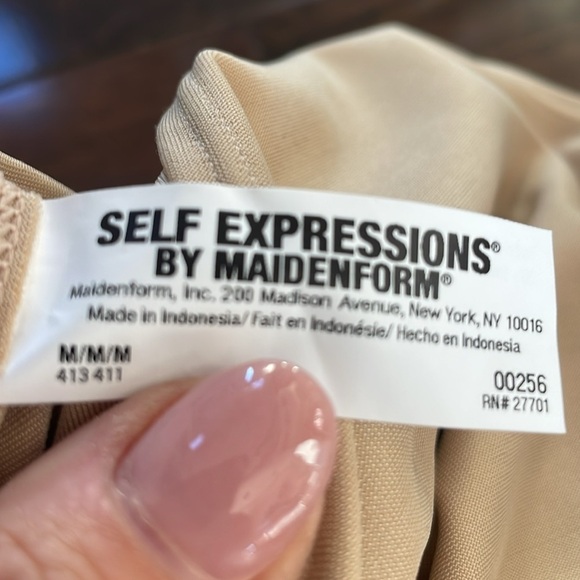 SELF EXPRESSIONS®
BY MAIDENFORM®
Maidenform, Inc. 200 Madison Avenue, New York, NY 10016
Made in Indonesia/ Fait en Indonésie/ Hecho en Indonesia
M/M/M
413 411
00256
RN# 27701